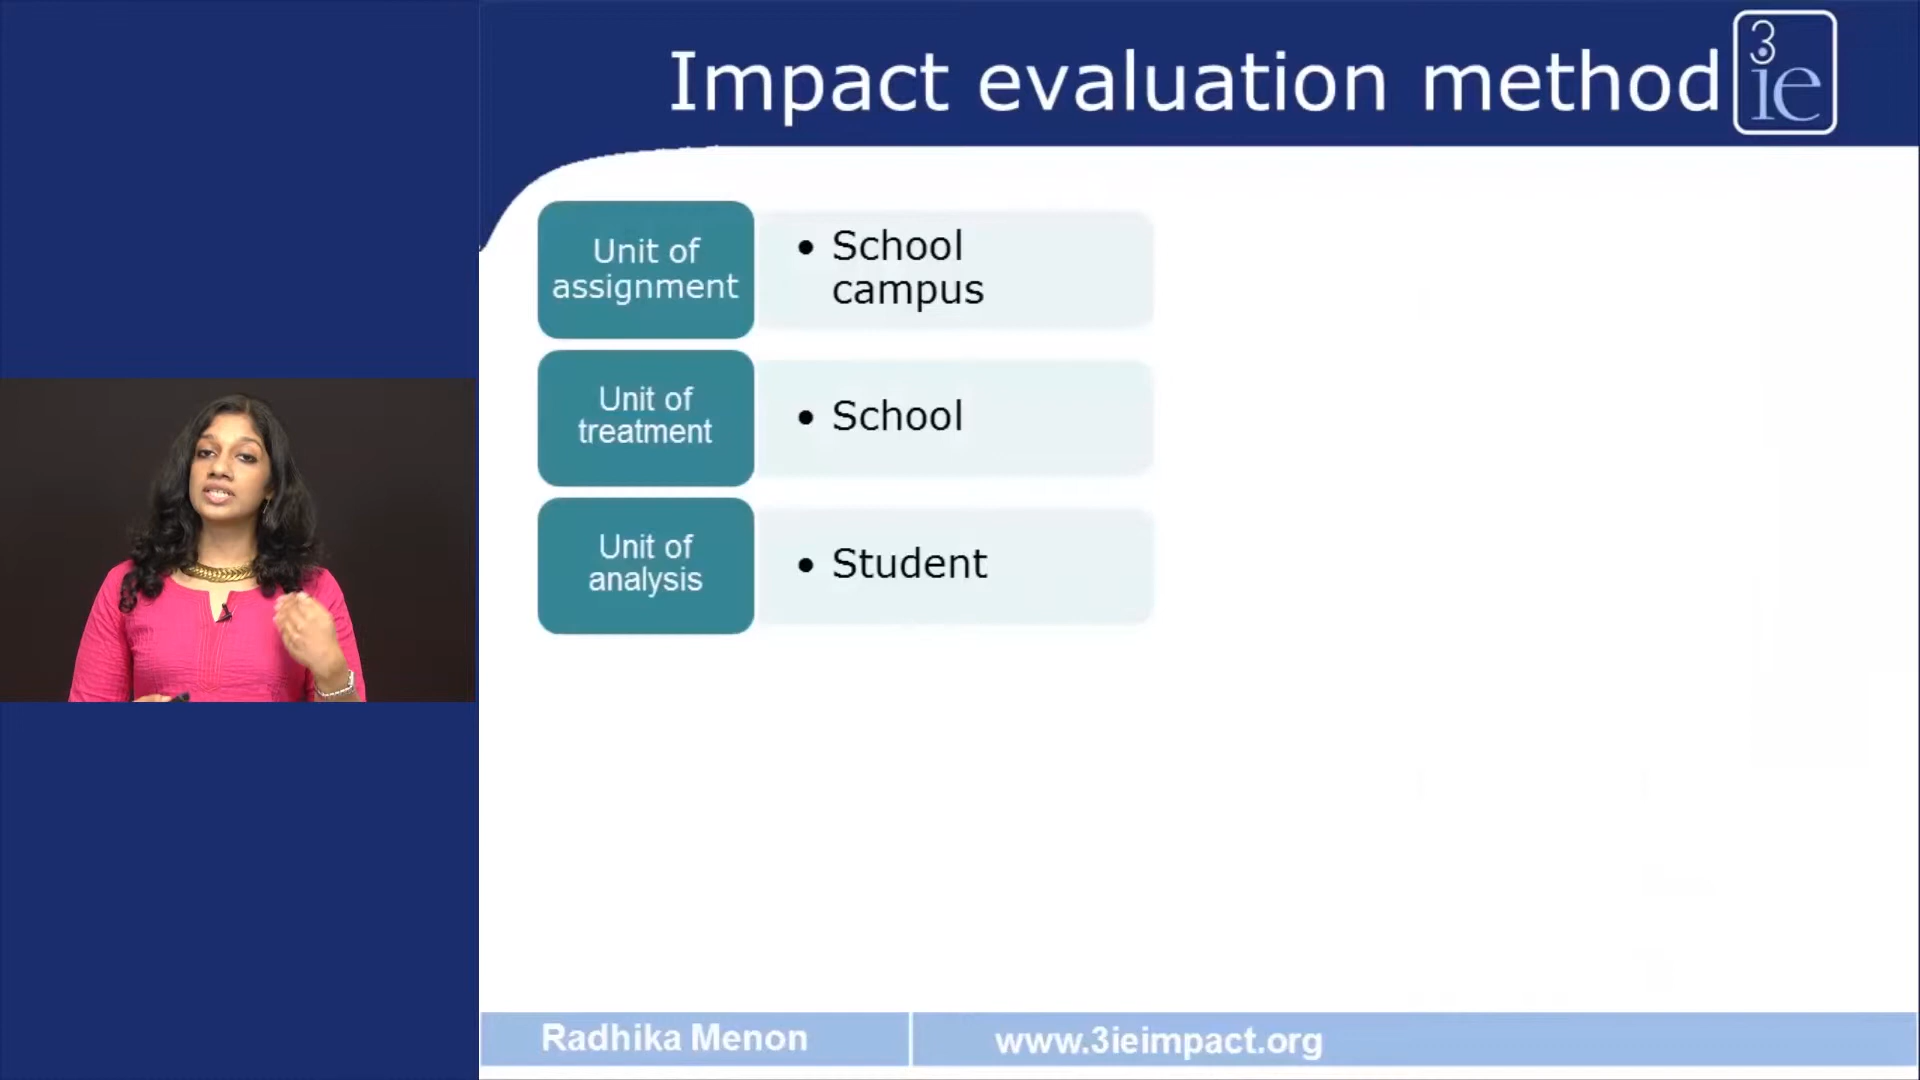 Impact evaluation method
3
ie
Unit of
assignment
• School
campus
Unit of
treatment
• School
Unit of
analysis
• Student
Radhika Menon
www.3ieimpact.org